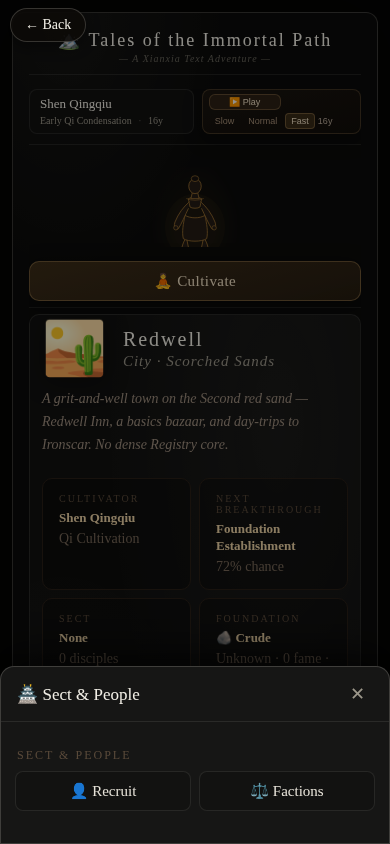 ← Back
Tales of the Immortal Path
— A Xianxia Text Adventure —
Shen Qingqiu
Early Qi Condensation · 16y
Play
Slow Normal Fast 16y
Cultivate
Redwell
City · Scorched Sands
A grit-and-well town on the Second red sand —
Redwell Inn, a basics bazaar, and day-trips to
Ironscar. No dense Registry core.
CULTIVATOR
Shen Qingqiu
Qi Cultivation
NEXT
BREAKTHROUGH
Foundation
Establishment
72% chance
SECT
None
0 disciples
FOUNDATION
Crude
Unknown · 0 fame ·
Sect & People
✕
SECT & PEOPLE
Recruit
Factions